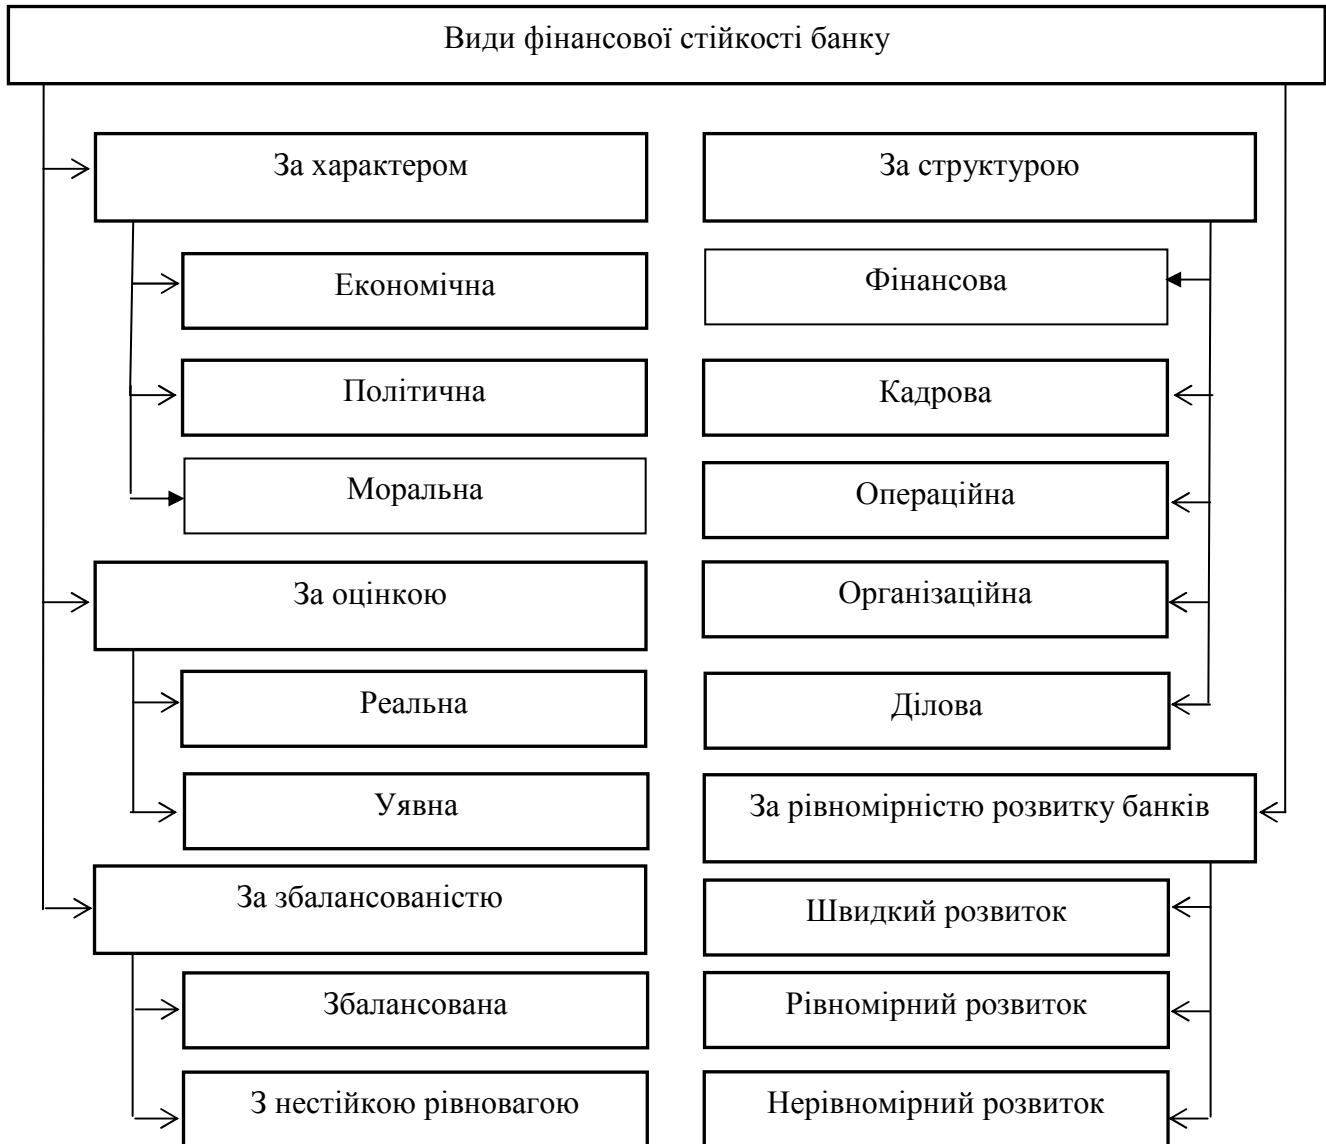 Види фінансової стійкості банку
За характером
Економічна
Політична
Моральна
За оцінкою
Реальна
Уявна
За збалансованістю
Збалансована
З нестійкою рівновагою
За структурою
Фінансова
Кадрова
Операційна
Організаційна
Ділова
За рівномірністю розвитку банків
Швидкий розвиток
Рівномірний розвиток
Нерівномірний розвиток